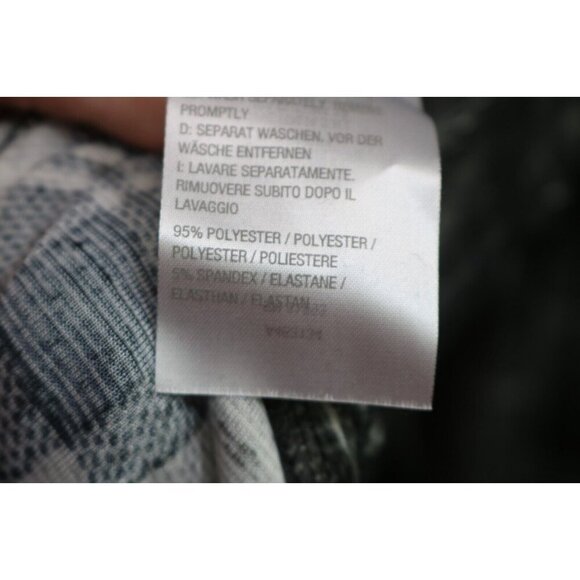 PROMPTLY
D: SEPARAT WASCHEN. VOR DER
WÄSCHE ENTFERNEN
I: LAVARE SEPARATAMENTE.
RIMUOVERE SUBITO DOPO IL
LAVAGGIO
95% POLYESTER / POLYESTER /
POLYESTER / POLIESTERE
5% SPANDEX / ELASTANE /
ELASTHAN / ELASTAN